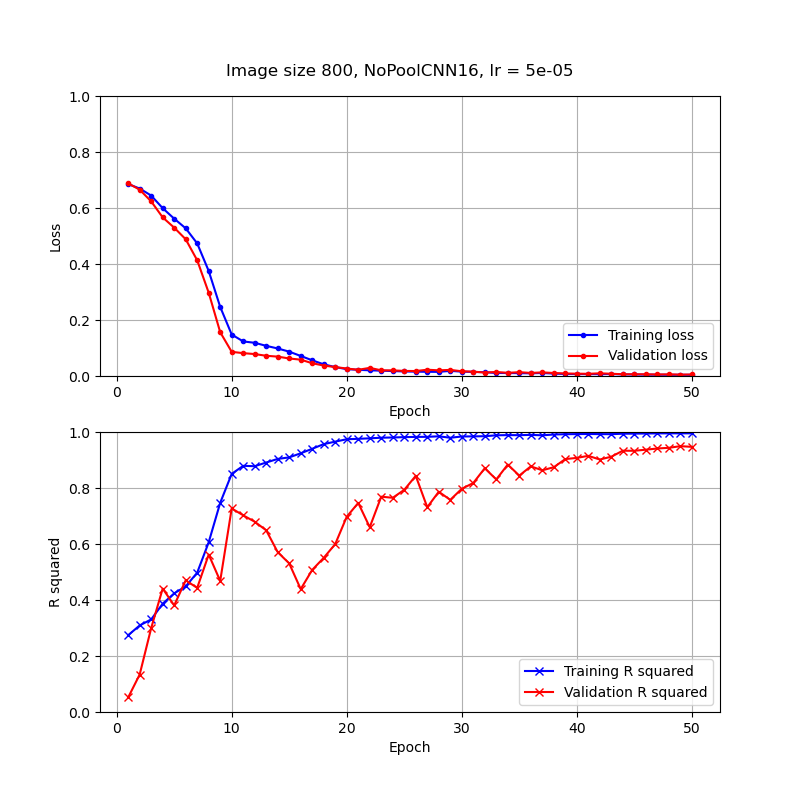 Image size 800, NoPoolCNN16, lr = 5e-05
1.0
0.8
0.6
0.4
0.2
0.0
Loss
Training loss
Validation loss
0 10 20 30 40 50
Epoch
1.0
0.8
0.6
0.4
0.2
0.0
R squared
Training R squared
Validation R squared
0 10 20 30 40 50
Epoch